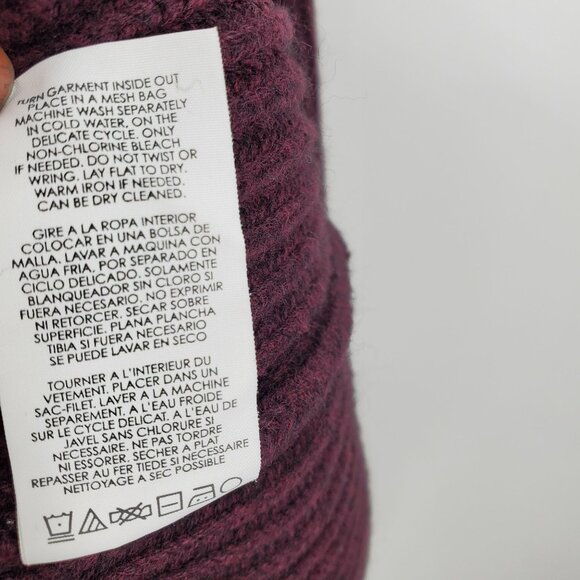 TURN GARMENT INSIDE OUT
PLACE IN A MESH BAG
MACHINE WASH SEPARATELY
IN COLD WATER, ON THE
DELICATE CYCLE. ONLY
NON-CHLORINE BLEACH
IF NEEDED. DO NOT TWIST OR
WRING. LAY FLAT TO DRY.
WARM IRON IF NEEDED.
CAN BE DRY CLEANED.
GIRE A LA ROPA INTERIOR
COLOCAR EN UNA BOLSA DE
MALLA. LAVAR A MAQUINA CON
AGUA FRIA, POR SEPARADO EN
CICLO DELICADO. SOLAMENTE
BLANQUEADOR SIN CLORO SI
FUERA NECESARIO. NO EXPRIMIR
NI RETORCER. SECAR SOBRE
SUPERFICIE. PLANA PLANCHA
TIBIA SI FUERA NECESARIO
SE PUEDE LAVAR EN SECO
TOURNER A L'INTERIEUR DU
VETEMENT. PLACER DANS UN
SAC-FILET. LAVER A LA MACHINE
SEPAREMENT. A L'EAU FROIDE
SUR LE CYCLE DELICAT. A L'EAU DE
JAVEL SANS CHLORURE SI
NECESSAIRE. NE PAS TORDRE
NI ESSORER. SECHER A PLAT
REPASSER AU FER TIEDE SI NECESSAIRE
NETTOYAGE A SEC POSSIBLE